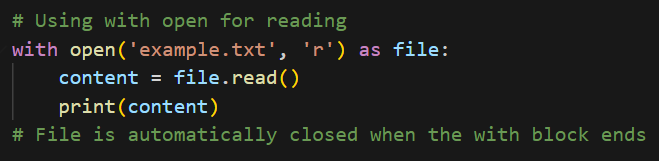 # Using with open for reading
with open('example.txt', 'r') as file:
    content = file.read()
    print(content)
# File is automatically closed when the with block ends